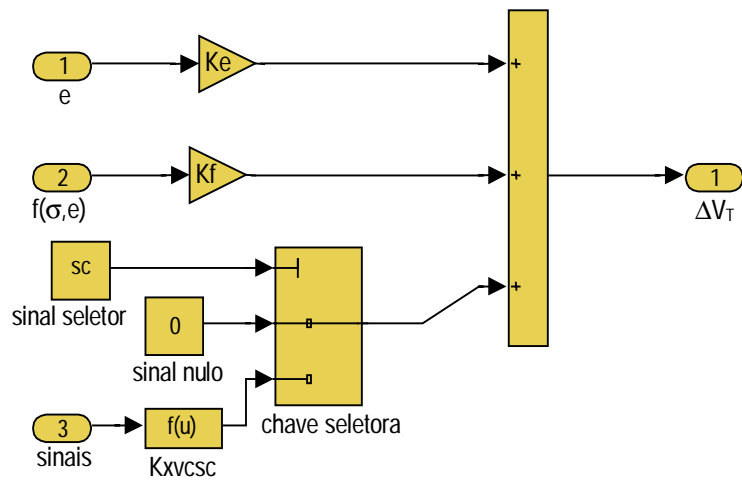 1
e
Ke
+
2
f(σ,e)
Kf
+
1
ΔV_T
sc
sinal seletor
0
sinal nulo
+
chave seletora
3
sinais
f(u)
Kxvcsc